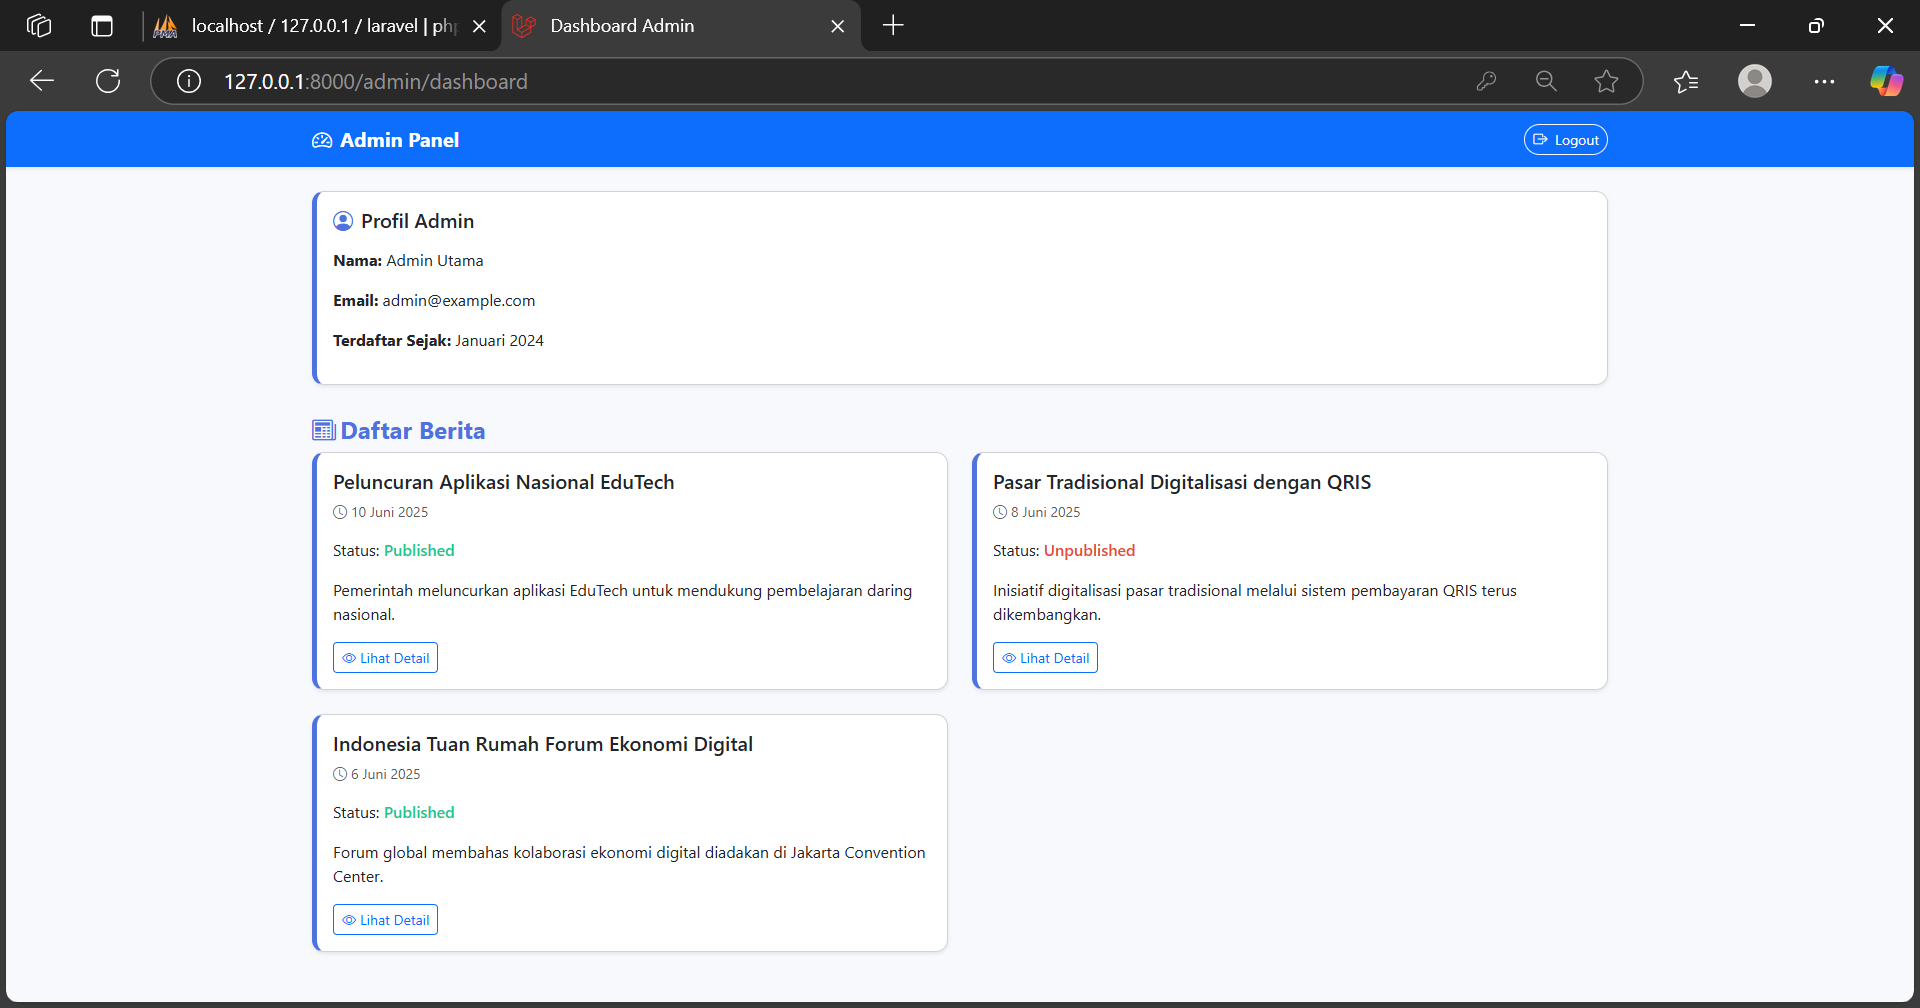 localhost / 127.0.0.1 / laravel | php
Dashboard Admin
127.0.0.1:8000/admin/dashboard
Admin Panel
Logout
Profil Admin
Nama: Admin Utama
Email: admin@example.com
Terdaftar Sejak: Januari 2024
Daftar Berita
Peluncuran Aplikasi Nasional EduTech
10 Juni 2025
Status: Published
Pemerintah meluncurkan aplikasi EduTech untuk mendukung pembelajaran daring
nasional.
Lihat Detail
Pasar Tradisional Digitalisasi dengan QRIS
8 Juni 2025
Status: Unpublished
Inisiatif digitalisasi pasar tradisional melalui sistem pembayaran QRIS terus
dikembangkan.
Lihat Detail
Indonesia Tuan Rumah Forum Ekonomi Digital
6 Juni 2025
Status: Published
Forum global membahas kolaborasi ekonomi digital diadakan di Jakarta Convention
Center.
Lihat Detail